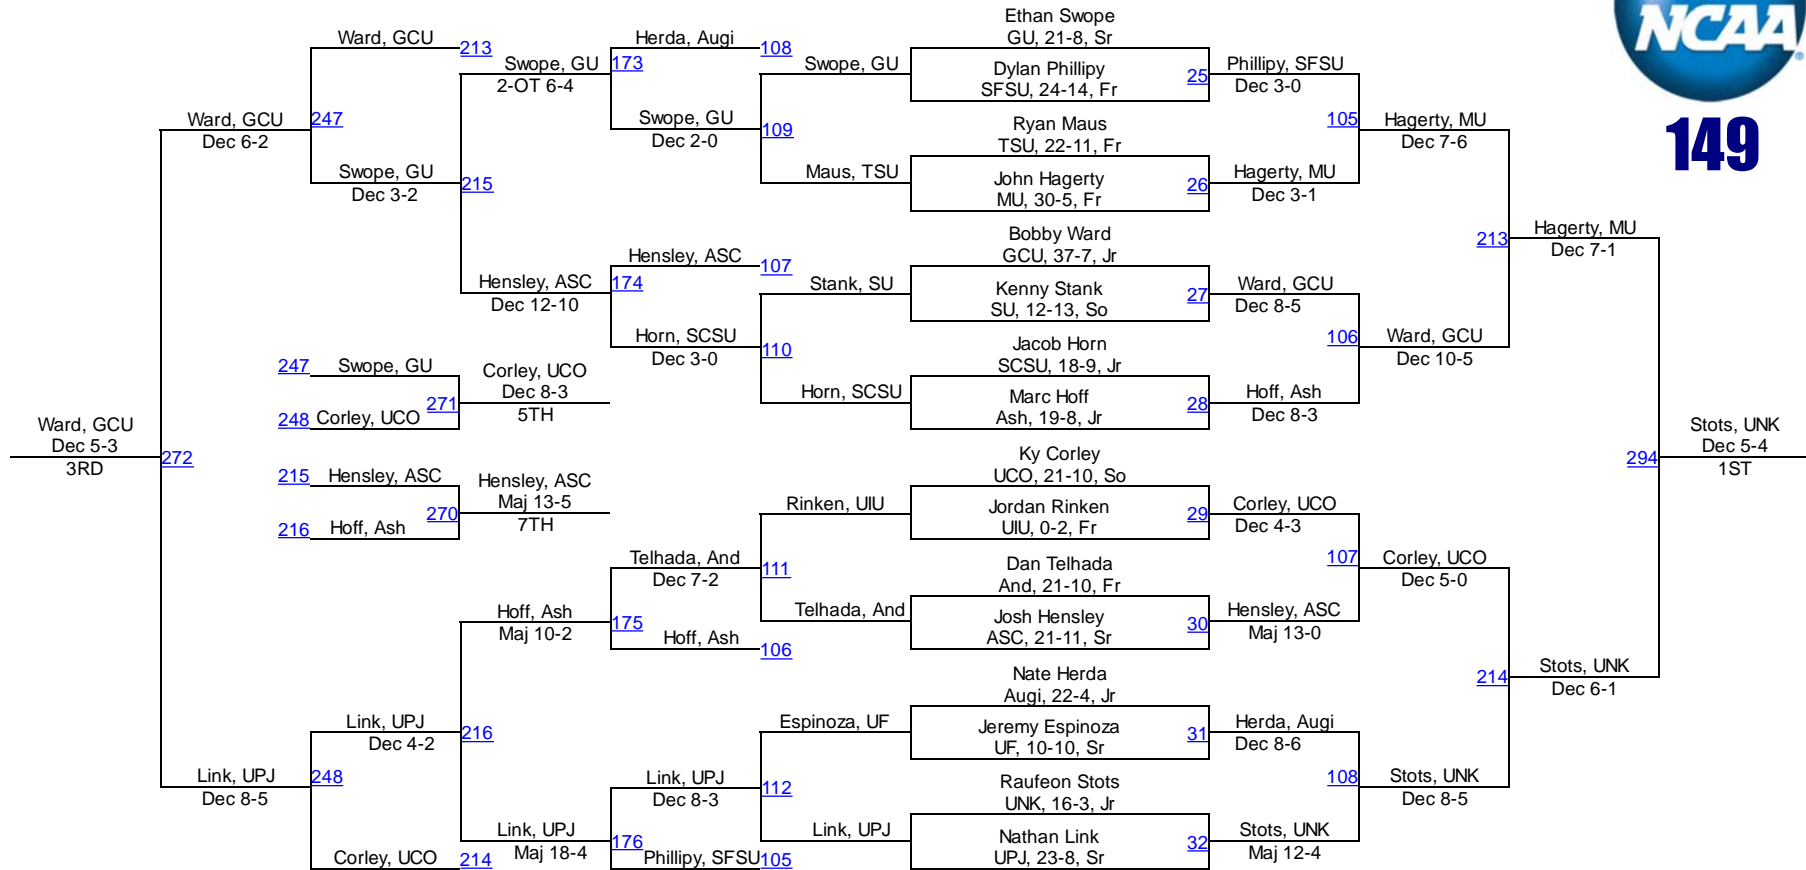 Ethan Swope
GU, 21-8, Sr
NCAA
®
149
Ward, GCU
213
Swope, GU
2-OT 6-4
Herda, Augi
108
173
Swope, GU
Dylan Phillipy
SFSU, 24-14, Fr
25
Phillipy, SFSU
Dec 3-0
Ward, GCU
Dec 6-2
247
Swope, GU
Dec 2-0
109
Ryan Maus
TSU, 22-11, Fr
105
Hagerty, MU
Dec 7-6
Swope, GU
Dec 3-2
215
Maus, TSU
John Hagerty
MU, 30-5, Fr
26
Hagerty, MU
Dec 3-1
Bobby Ward
GCU, 37-7, Jr
213
Hagerty, MU
Dec 7-1
Hensley, ASC
Dec 12-10
Hensley, ASC
107
174
Stank, SU
Kenny Stank
SU, 12-13, So
27
Ward, GCU
Dec 8-5
Horn, SCSU
Dec 3-0
110
Jacob Horn
SCSU, 18-9, Jr
106
Ward, GCU
Dec 10-5
247
Swope, GU
Corley, UCO
Dec 8-3
5TH
271
248
Corley, UCO
Horn, SCSU
Marc Hoff
Ash, 19-8, Jr
28
Hoff, Ash
Dec 8-3
Ward, GCU
Dec 5-3
3RD
272
Ky Corley
UCO, 21-10, So
294
Stots, UNK
Dec 5-4
1ST
215
Hensley, ASC
Hensley, ASC
Maj 13-5
7TH
270
216
Hoff, Ash
Rinken, UIU
Jordan Rinken
UIU, 0-2, Fr
29
Corley, UCO
Dec 4-3
Telhada, And
Dec 7-2
111
Dan Telhada
And, 21-10, Fr
107
Corley, UCO
Dec 5-0
Hoff, Ash
Maj 10-2
175
Hoff, Ash
106
Telhada, And
Josh Hensley
ASC, 21-11, Sr
30
Hensley, ASC
Maj 13-0
Nate Herda
Augi, 22-4, Jr
214
Stots, UNK
Dec 6-1
Link, UPJ
Dec 4-2
216
Espinoza, UF
Jeremy Espinoza
UF, 10-10, Sr
31
Herda, Augi
Dec 8-6
Link, UPJ
Dec 8-5
248
Link, UPJ
Dec 8-3
112
Raufeon Stots
UNK, 16-3, Jr
108
Stots, UNK
Dec 8-5
Link, UPJ
Maj 18-4
176
Link, UPJ
Nathan Link
UPJ, 23-8, Sr
32
Stots, UNK
Maj 12-4
Corley, UCO
214
Phillipy, SFSU
105